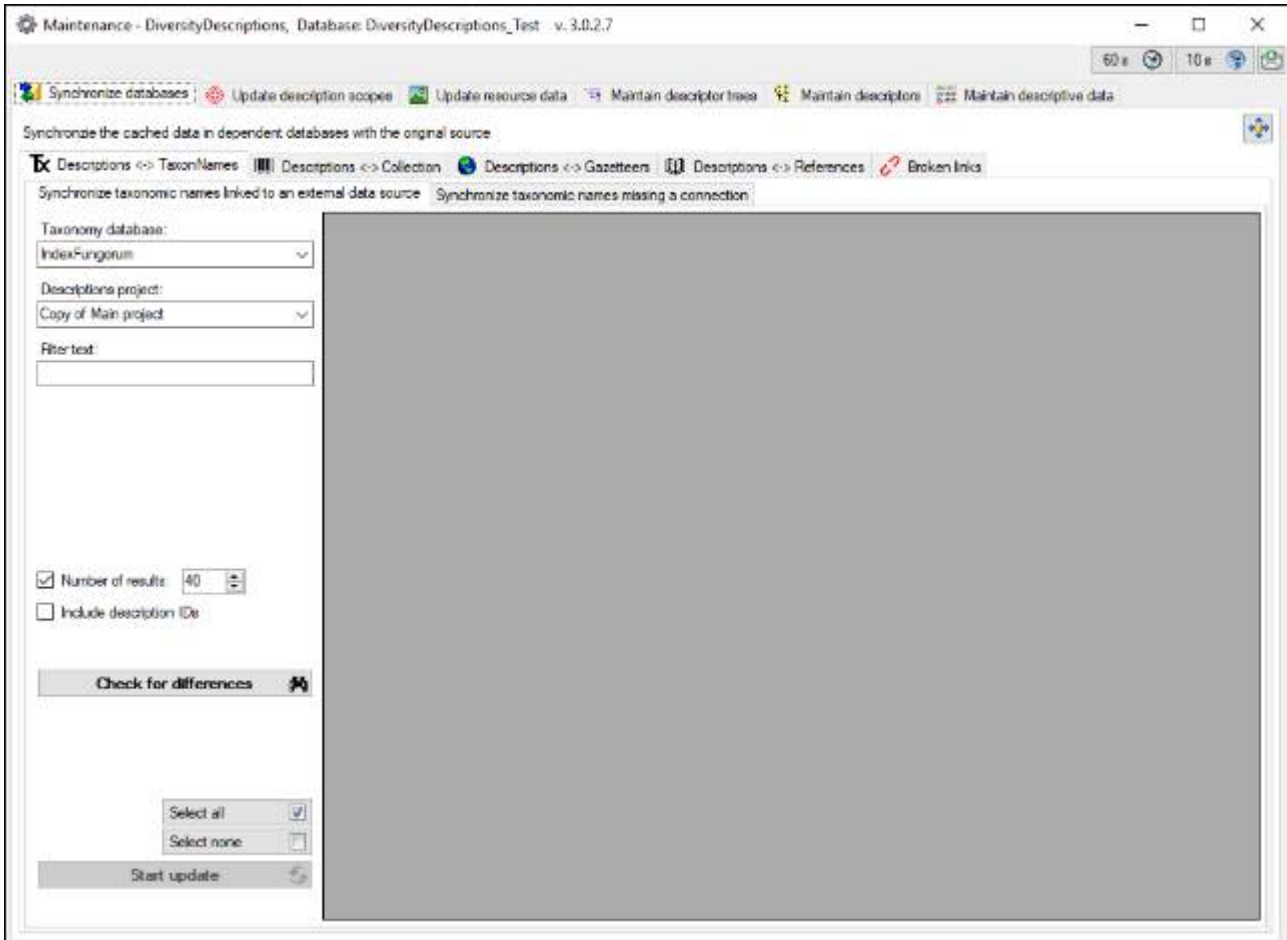 Maintenance - DiversityDescriptions, Database: DiversityDescriptions_Test v. 3.0.2.7
60 s 10 s
Synchronize databases Update description scopes Update resource data Maintain descriptor trees Maintain descriptors Maintain descriptive data
Synchronzie the cached data in dependent databases with the original source
Tx Descriptions <-> TaxonNames Descriptions <-> Collection Descriptions <-> Gazetteers Descriptions <-> References Broken links
Synchronize taxonomic names linked to an external data source Synchronize taxonomic names missing a connection
Taxonomy database:
IndexFungorum
Descriptions project:
Copy of Main project
Filter text:
Number of results: 40
Include description IDs
Check for differences
Select all
Select none
Start update